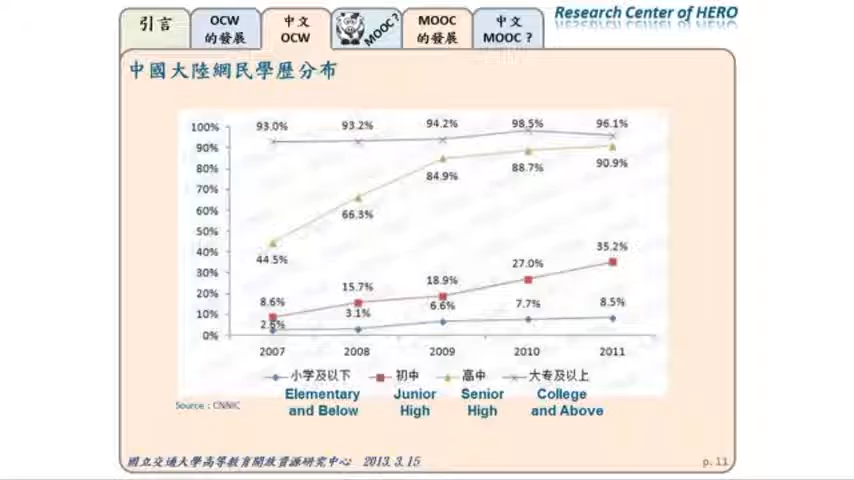 引言
OCW
的發展
中文
OCW
MOOC?
MOOC
的發展
中文
MOOC?
Research Center of HERO
中國大陸網民學歷分布
100%
90%
80%
70%
60%
50%
40%
30%
20%
10%
0%
93.0%
93.2%
94.2%
98.5%
96.1%
44.5%
66.3%
84.9%
88.7%
90.9%
8.6%
15.7%
18.9%
27.0%
35.2%
2.6%
3.1%
6.6%
7.7%
8.5%
2007 2008 2009 2010 2011
小学及以下 初中 高中 大专及以上
Elementary and Below
Junior High
Senior High
College and Above
Source : CNNIC
國立交通大學高等教育開放資源研究中心 2013.3.15
p. 11